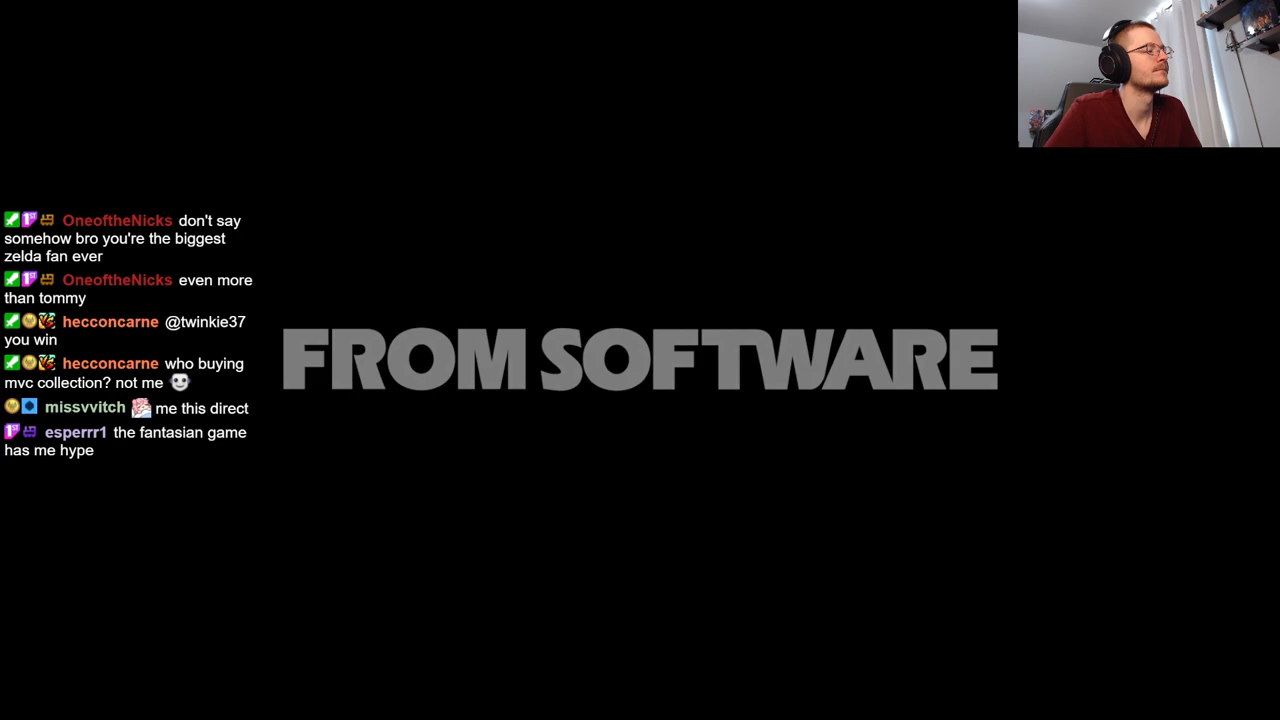 OneoftheNicks don't say
somehow bro you're the biggest
zelda fan ever
OneoftheNicks even more
than tommy
hecconcarne @twinkie37
you win
hecconcarne who buying
mvc collection? not me
missvvitch me this direct
esperrr1 the fantasian game
has me hype
FROMSOFTWARE